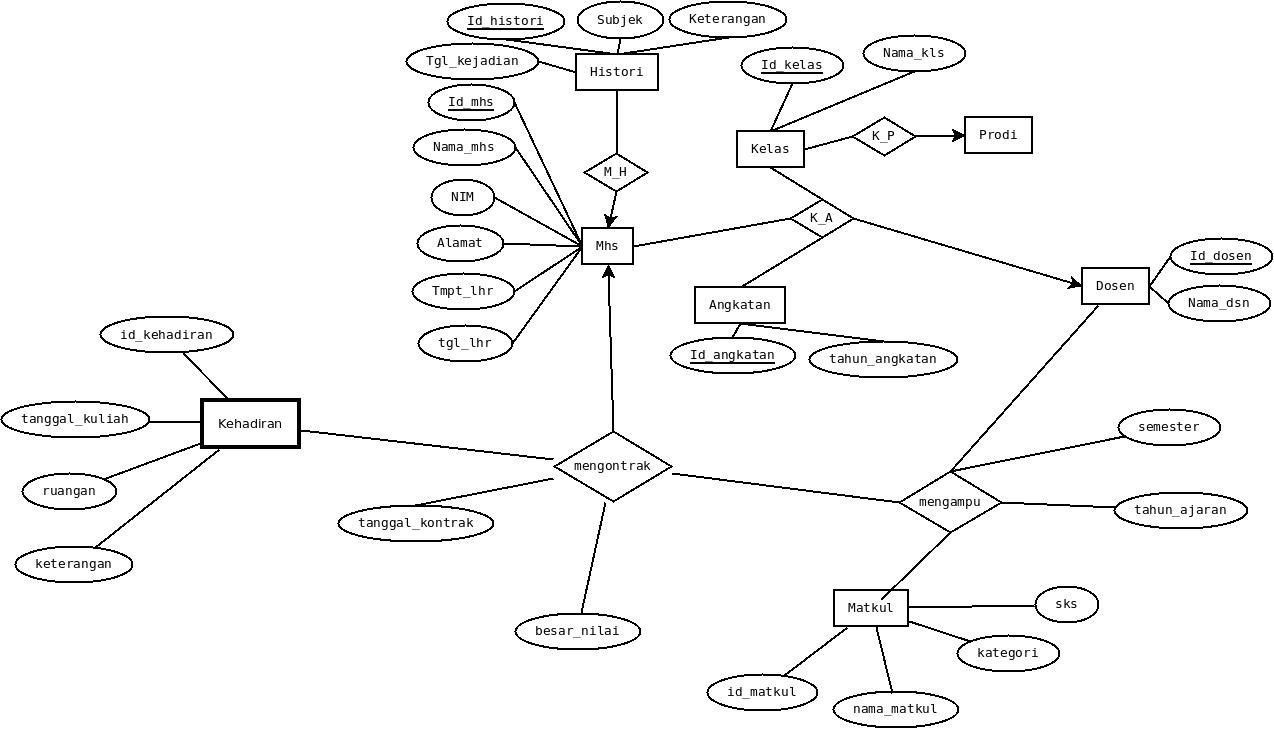 Id_histori
Subjek
Keterangan
Tgl_kejadian
Histori
Id_kelas
Nama_kls
Id_mhs
Nama_mhs
Kelas
K_P
Prodi
M_H
NIM
K_A
Alamat
Mhs
Id_dosen
Tmpt_lhr
Angkatan
Dosen
Nama_dsn
id_kehadiran
tgl_lhr
Id_angkatan
tahun_angkatan
tanggal_kuliah
Kehadiran
semester
mengontrak
ruangan
mengampu
tahun_ajaran
tanggal_kontrak
keterangan
Matkul
sks
besar_nilai
kategori
id_matkul
nama_matkul